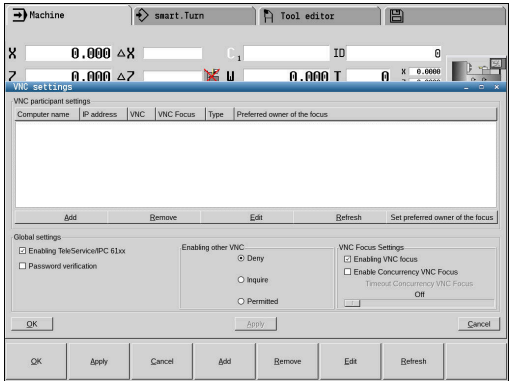 Machine smart.Turn Tool editor
X 0.000 ΔX C1 ID 0
Z 0.000 ΔZ W 0.000 T 0 X 0.0000
VNC settings
VNC participant settings
Computer name IP address VNC VNC Focus Type Preferred owner of the focus
Add Remove Edit Refresh Set preferred owner of the focus
Global settings
Enabling TeleService/IPC 61xx
Password verification
Enabling other VNC
Deny
Inquire
Permitted
VNC Focus Settings
Enabling VNC focus
Enable Concurrency VNC Focus
Timeout Concurrency VNC Focus
Off
OK Apply Cancel
OK Apply Cancel Add Remove Edit Refresh